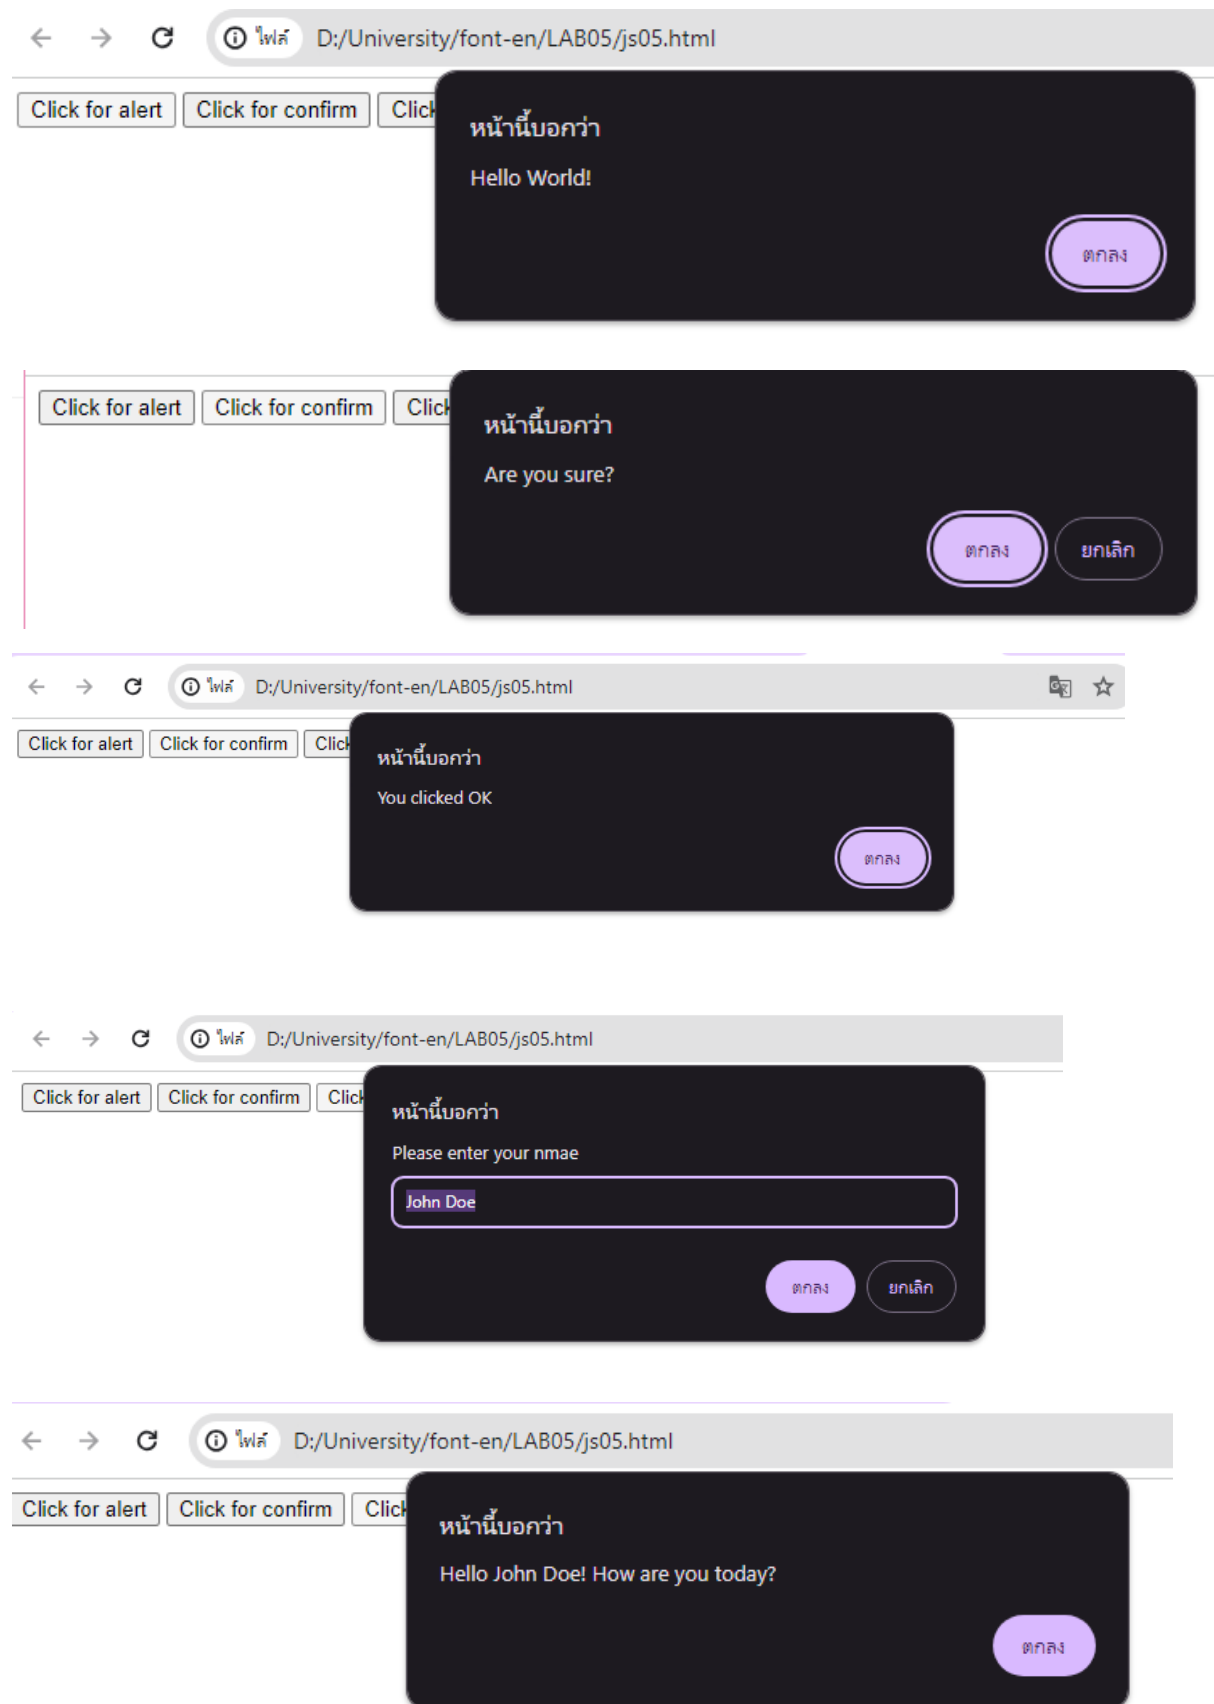 ไฟล์ D:/University/font-en/LAB05/js05.html
Click for alert Click for confirm Click
หน้านี้บอกว่า
Hello World!
ตกลง
Click for alert Click for confirm Click
หน้านี้บอกว่า
Are you sure?
ตกลง ยกเลิก
ไฟล์ D:/University/font-en/LAB05/js05.html
Click for alert Click for confirm Click
หน้านี้บอกว่า
You clicked OK
ตกลง
ไฟล์ D:/University/font-en/LAB05/js05.html
Click for alert Click for confirm Click
หน้านี้บอกว่า
Please enter your nmae
John Doe
ตกลง ยกเลิก
ไฟล์ D:/University/font-en/LAB05/js05.html
Click for alert Click for confirm Click
หน้านี้บอกว่า
Hello John Doe! How are you today?
ตกลง